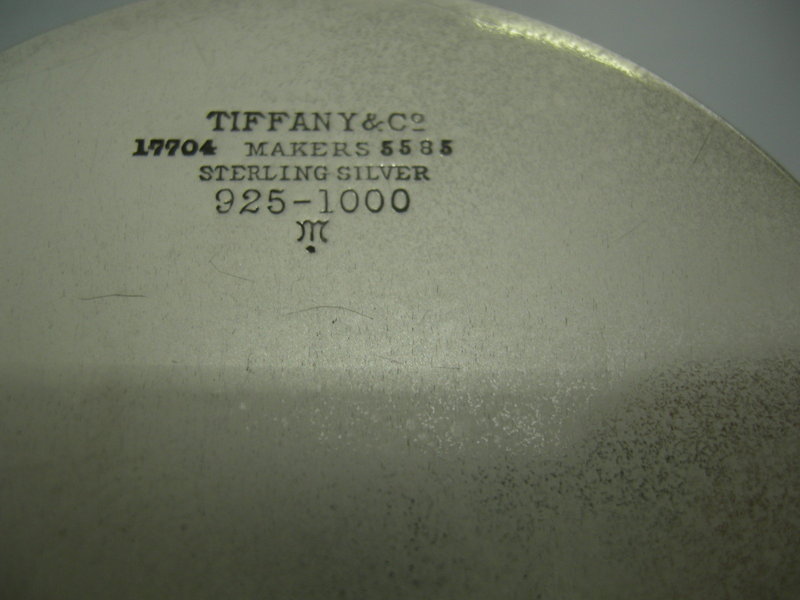 TIFFANY & Cº
17704 MAKERS 5585
STERLING SILVER
925-1000
M